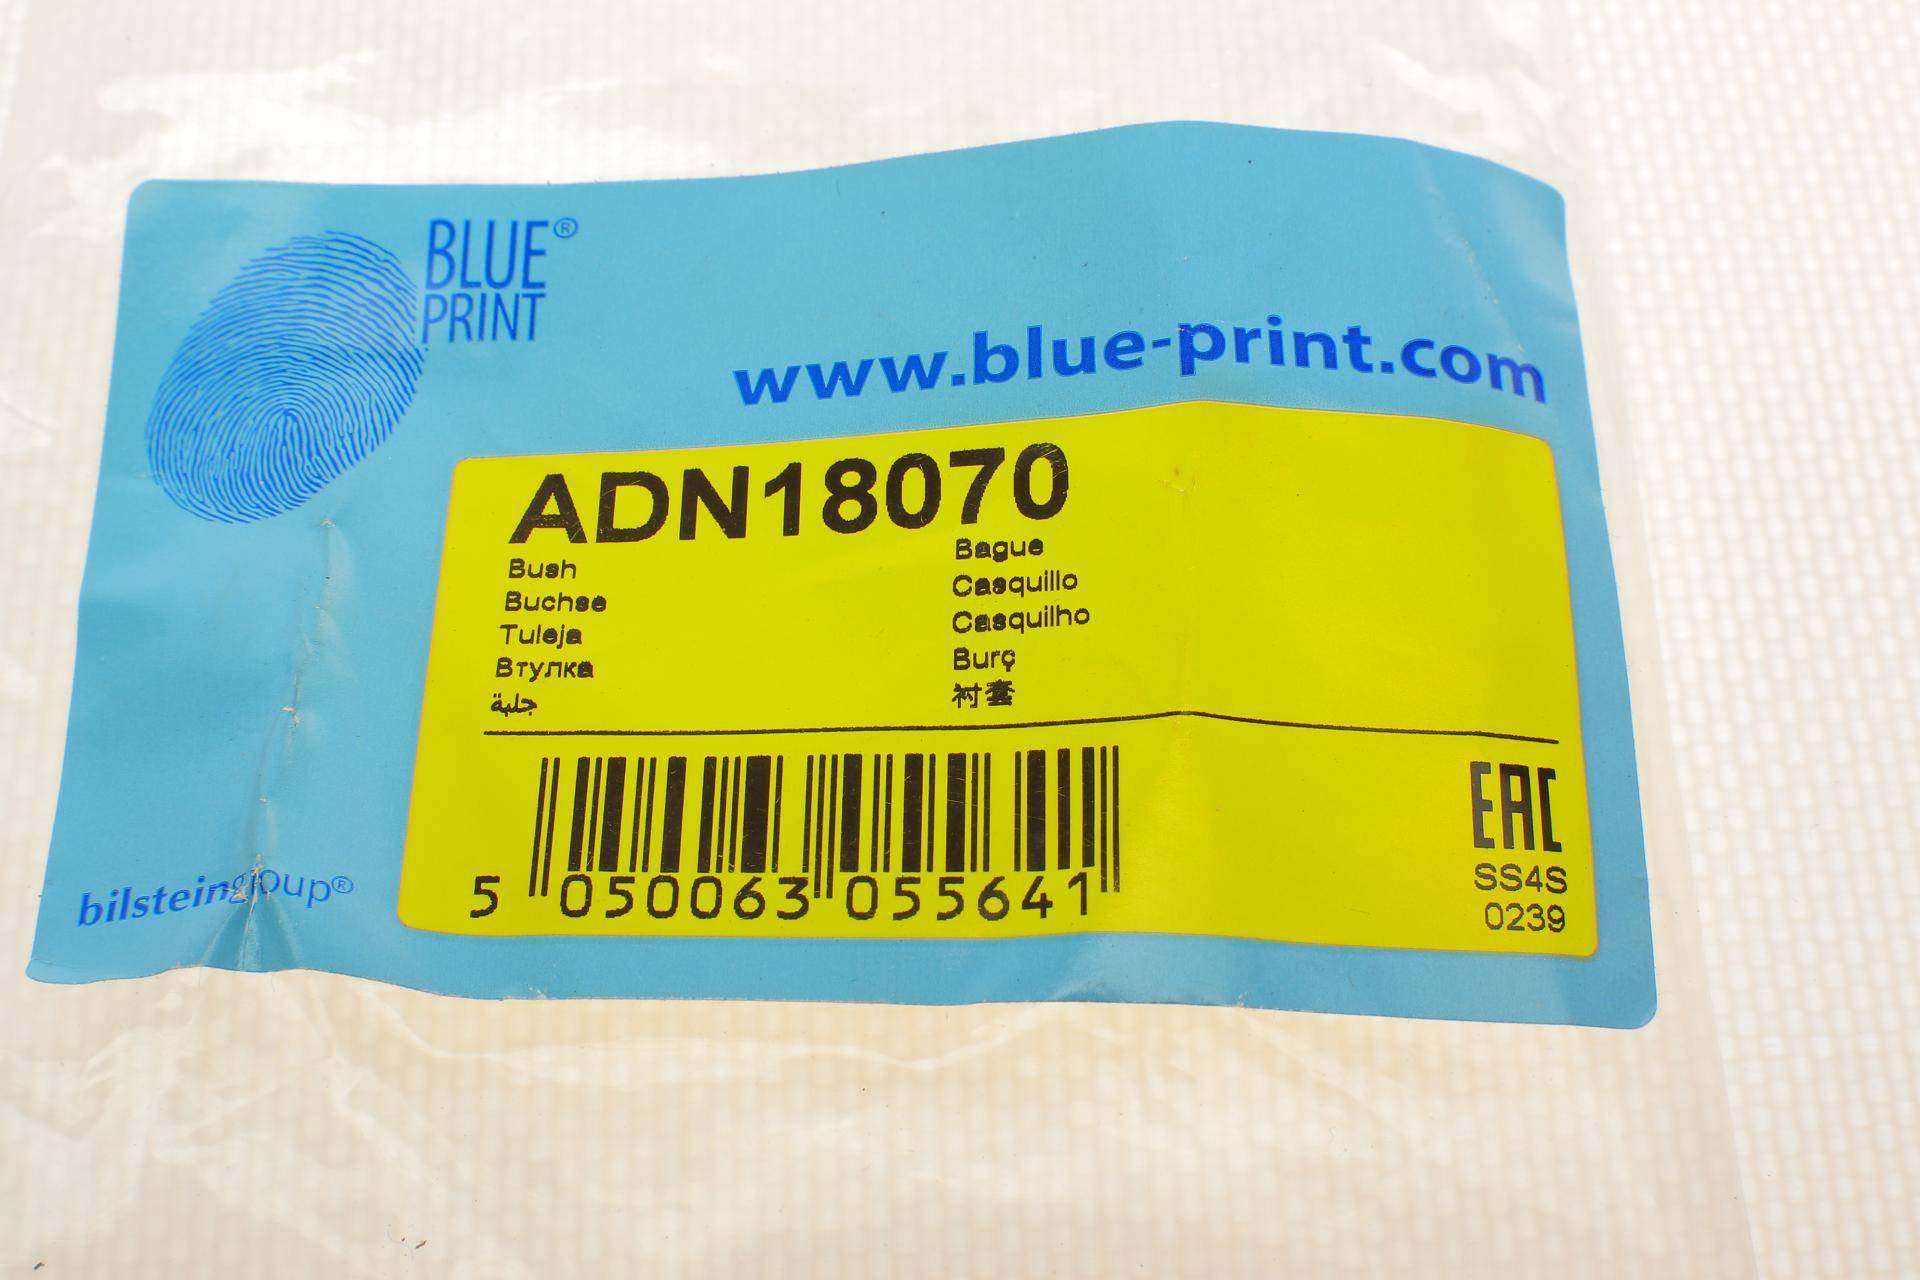 BLUE®
PRINT
www.blue-print.com
ADN18070
Bush
Buchse
Tuleja
Втулка
جلبة
Bague
Casquillo
Casquilho
Burç
衬套
5 050063 055641
EAC
SS4S
0239
bilsteingroup®